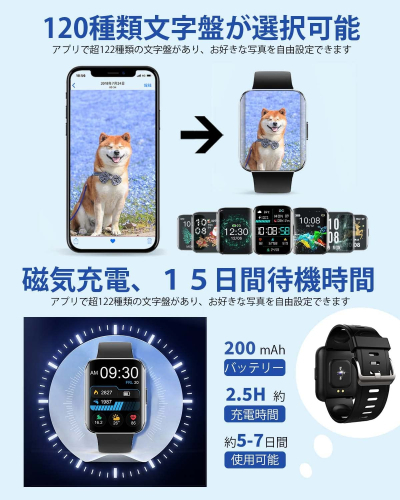 120種類文字盤が選択可能
アプリで超122種類の文字盤があり、お好きな写真を自由設定できます
磁気充電、１５日間待機時間
アプリで超122種類の文字盤があり、お好きな写真を自由設定できます
AM 09:30
200 mAh
バッテリー
2.5H 約
充電時間
約5-7日間
使用可能